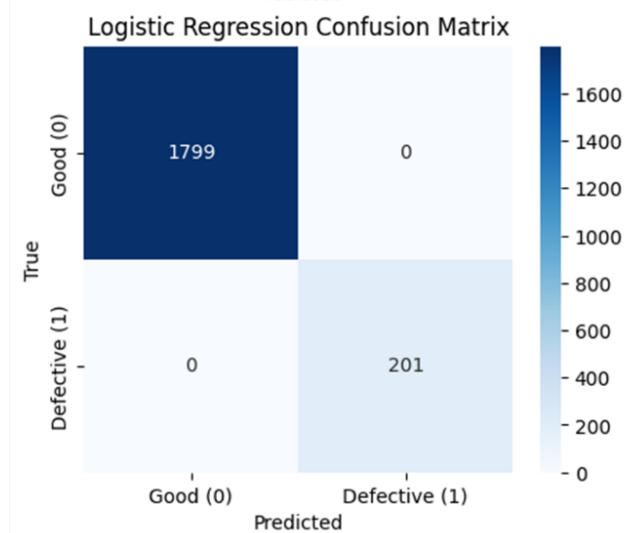 Logistic Regression Confusion Matrix
Good (0)
1799
0
1600
1400
1200
1000
True
800
600
Defective (1)
0
201
400
200
0
Good (0)
Defective (1)
Predicted